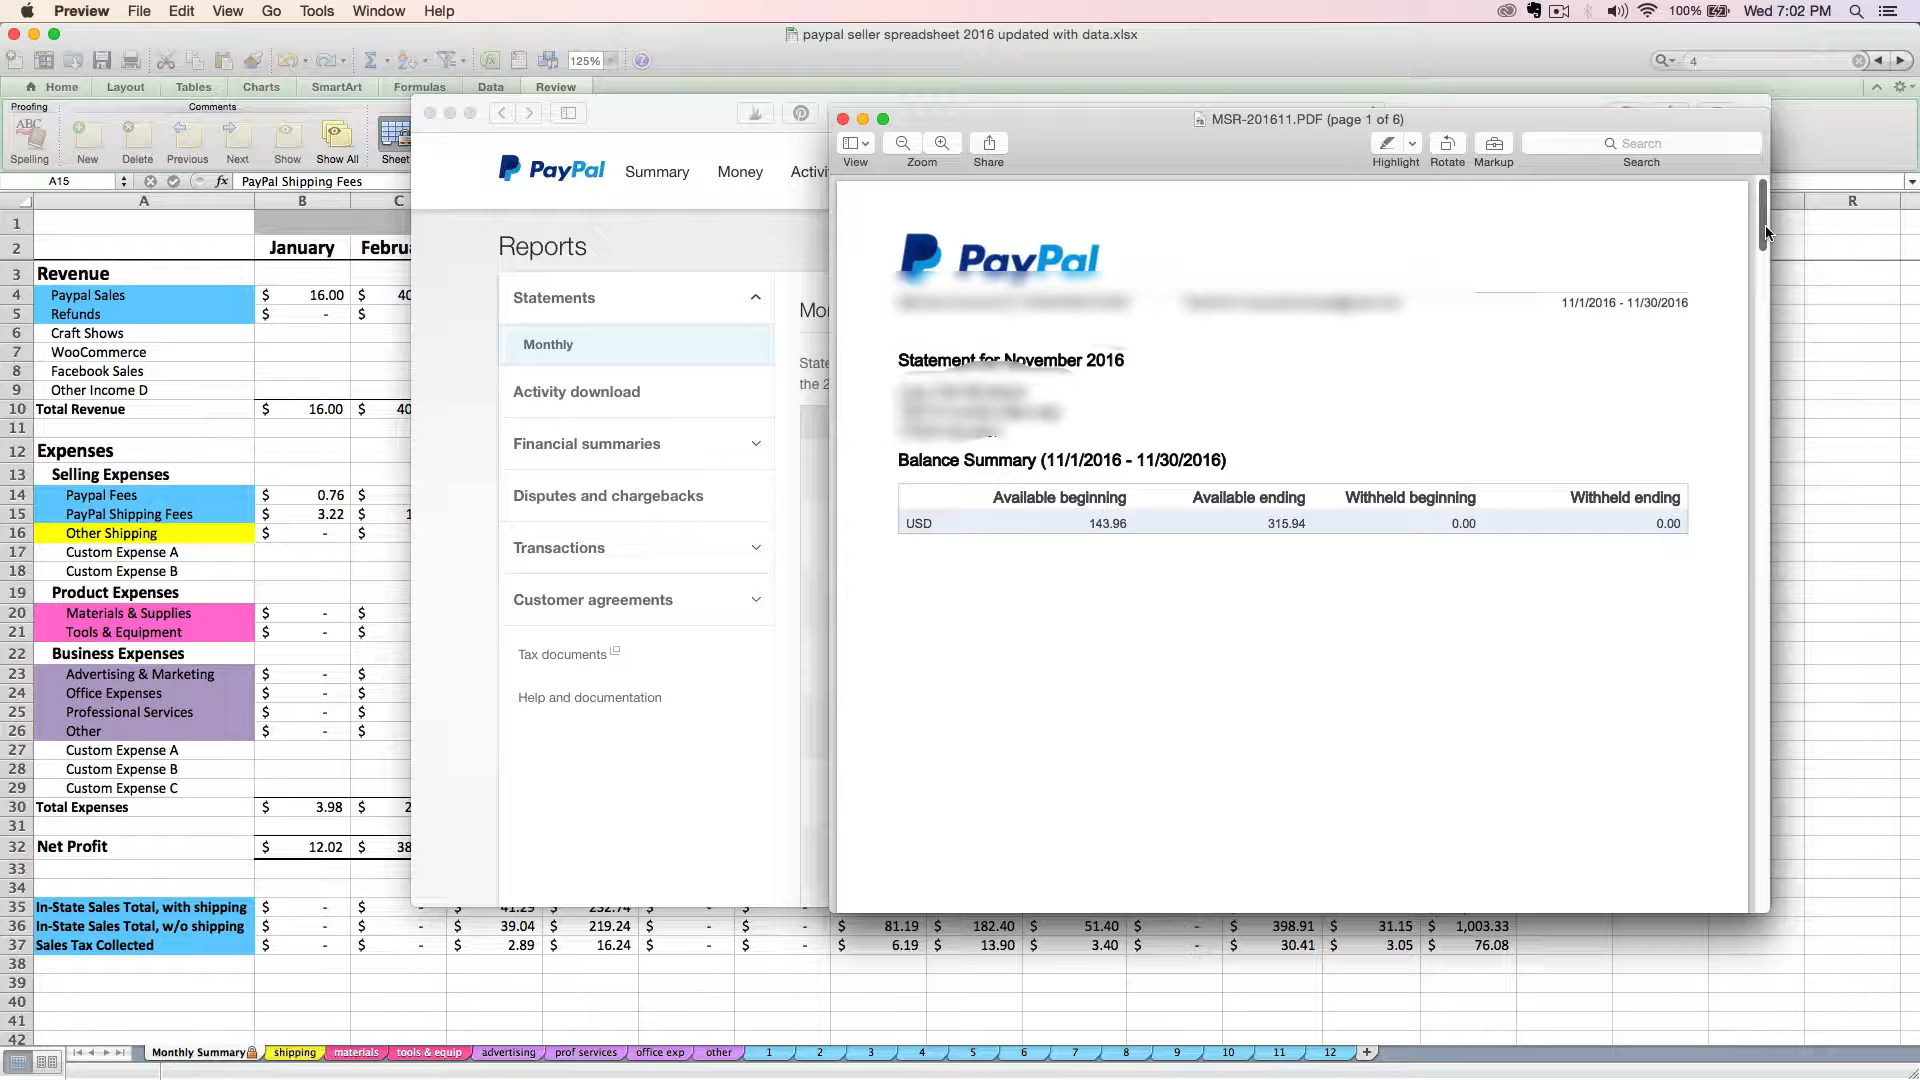 Preview File Edit View Go Tools Window Help 100% Wed 7:02 PM
paypal seller spreadsheet 2016 updated with data.xlsx
125% 4
Home Layout Tables Charts SmartArt Formulas Data Review
Proofing Comments
ABC
Spelling New Delete Previous Next Show Show All Sheet
A15 fx PayPal Shipping Fees
A B C R
1
2 January Febru
3 Revenue
4 Paypal Sales $ 16.00 $ 40
5 Refunds $ - $
6 Craft Shows
7 WooCommerce
8 Facebook Sales
9 Other Income D
10 Total Revenue $ 16.00 $ 40
11
12 Expenses
13 Selling Expenses
14 Paypal Fees $ 0.76 $
15 PayPal Shipping Fees $ 3.22 $ 1
16 Other Shipping $ - $
17 Custom Expense A
18 Custom Expense B
19 Product Expenses
20 Materials & Supplies $ - $
21 Tools & Equipment $ - $
22 Business Expenses
23 Advertising & Marketing $ - $
24 Office Expenses $ - $
25 Professional Services $ - $
26 Other $ - $
27 Custom Expense A
28 Custom Expense B
29 Custom Expense C
30 Total Expenses $ 3.98 $ 2
31
32 Net Profit $ 12.02 $ 38
33
34
35 In-State Sales Total, with shipping $ - $ - $ 41.29 $ 232.74 $ - $ -
36 In-State Sales Total, w/o shipping $ - $ - $ 39.04 $ 219.24 $ - $ - $ 81.19 $ 182.40 $ 51.40 $ - $ 398.91 $ 31.15 $ 1,003.33
37 Sales Tax Collected $ - $ - $ 2.89 $ 16.24 $ - $ - $ 6.19 $ 13.90 $ 3.40 $ - $ 30.41 $ 3.05 $ 76.08
38
39
40
41
42
Monthly Summary shipping materials tools & equip advertising prof services office exp other 1 2 3 4 5 6 7 8 9 10 11 12 +
PayPal Summary Money Activi
Reports
Statements
Monthly
Activity download
Financial summaries
Disputes and chargebacks
Transactions
Customer agreements
Tax documents
Help and documentation
Mo
State
the 2
MSR-201611.PDF (page 1 of 6)
Search
View Zoom Share Highlight Rotate Markup Search
PayPal
11/1/2016 - 11/30/2016
Statement for November 2016
Balance Summary (11/1/2016 - 11/30/2016)
Available beginning Available ending Withheld beginning Withheld ending
USD 143.96 315.94 0.00 0.00